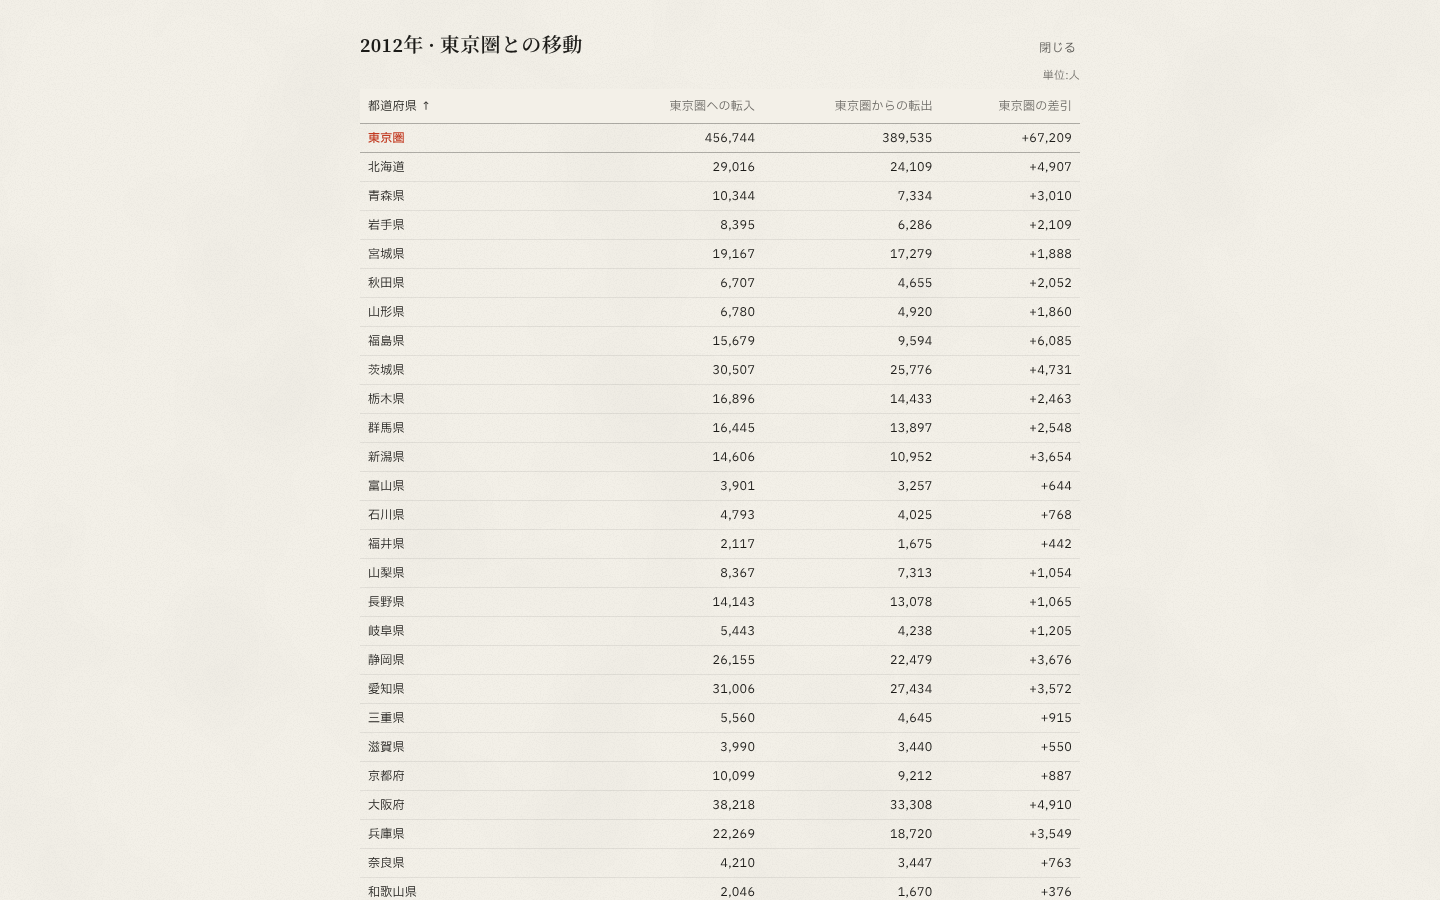 2012年 · 東京圏との移動
閉じる
単位:人
都道府県 ↑ 東京圏への転入 東京圏からの転出 東京圏の差引
東京圏 456,744 389,535 +67,209
北海道 29,016 24,109 +4,907
青森県 10,344 7,334 +3,010
岩手県 8,395 6,286 +2,109
宮城県 19,167 17,279 +1,888
秋田県 6,707 4,655 +2,052
山形県 6,780 4,920 +1,860
福島県 15,679 9,594 +6,085
茨城県 30,507 25,776 +4,731
栃木県 16,896 14,433 +2,463
群馬県 16,445 13,897 +2,548
新潟県 14,606 10,952 +3,654
富山県 3,901 3,257 +644
石川県 4,793 4,025 +768
福井県 2,117 1,675 +442
山梨県 8,367 7,313 +1,054
長野県 14,143 13,078 +1,065
岐阜県 5,443 4,238 +1,205
静岡県 26,155 22,479 +3,676
愛知県 31,006 27,434 +3,572
三重県 5,560 4,645 +915
滋賀県 3,990 3,440 +550
京都府 10,099 9,212 +887
大阪府 38,218 33,308 +4,910
兵庫県 22,269 18,720 +3,549
奈良県 4,210 3,447 +763
和歌山県 2,046 1,670 +376